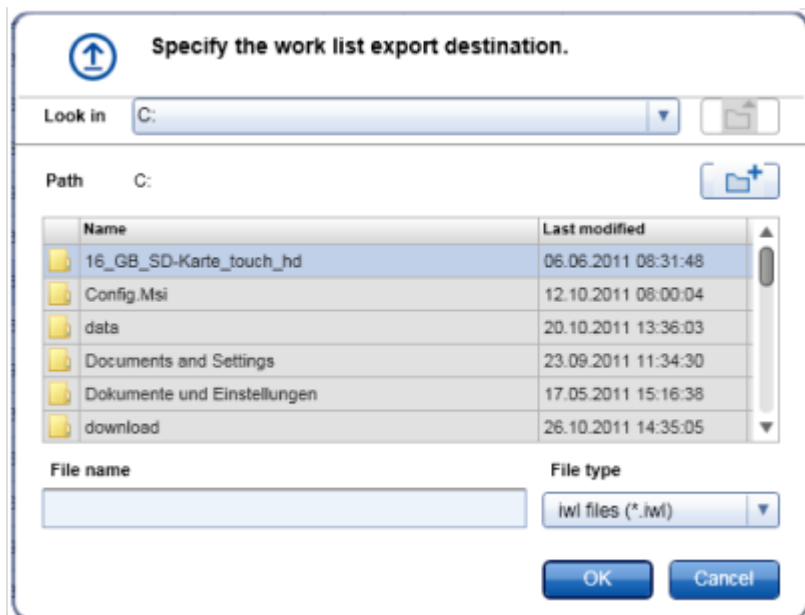 Specify the work list export destination.
Look in C:
Path C:
Name Last modified
16_GB_SD-Karte_touch_hd 06.06.2011 08:31:48
Config.Msi 12.10.2011 08:00:04
data 20.10.2011 13:36:03
Documents and Settings 23.09.2011 11:34:30
Dokumente und Einstellungen 17.05.2011 15:16:38
download 26.10.2011 14:35:05
File name File type
iwl files (*.iwl)
OK Cancel